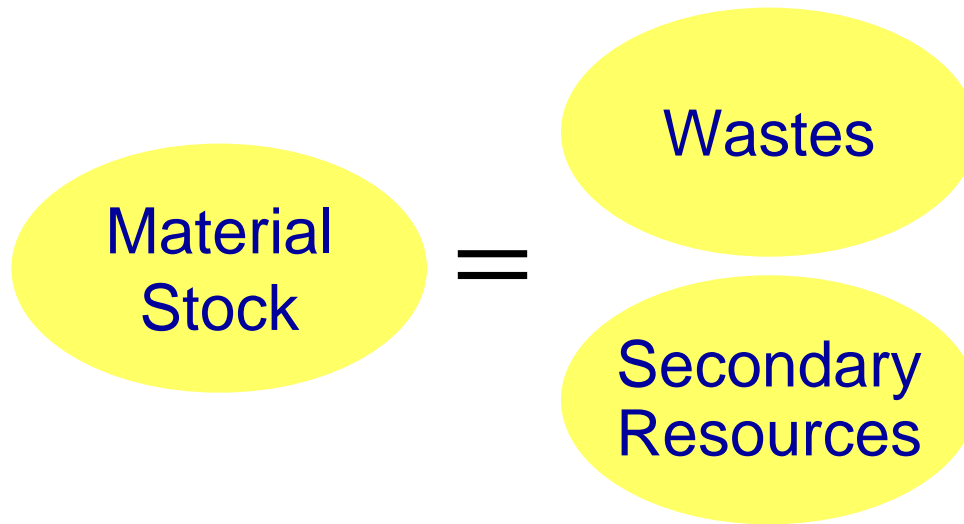 Material
Stock
=
Wastes
Secondary
Resources